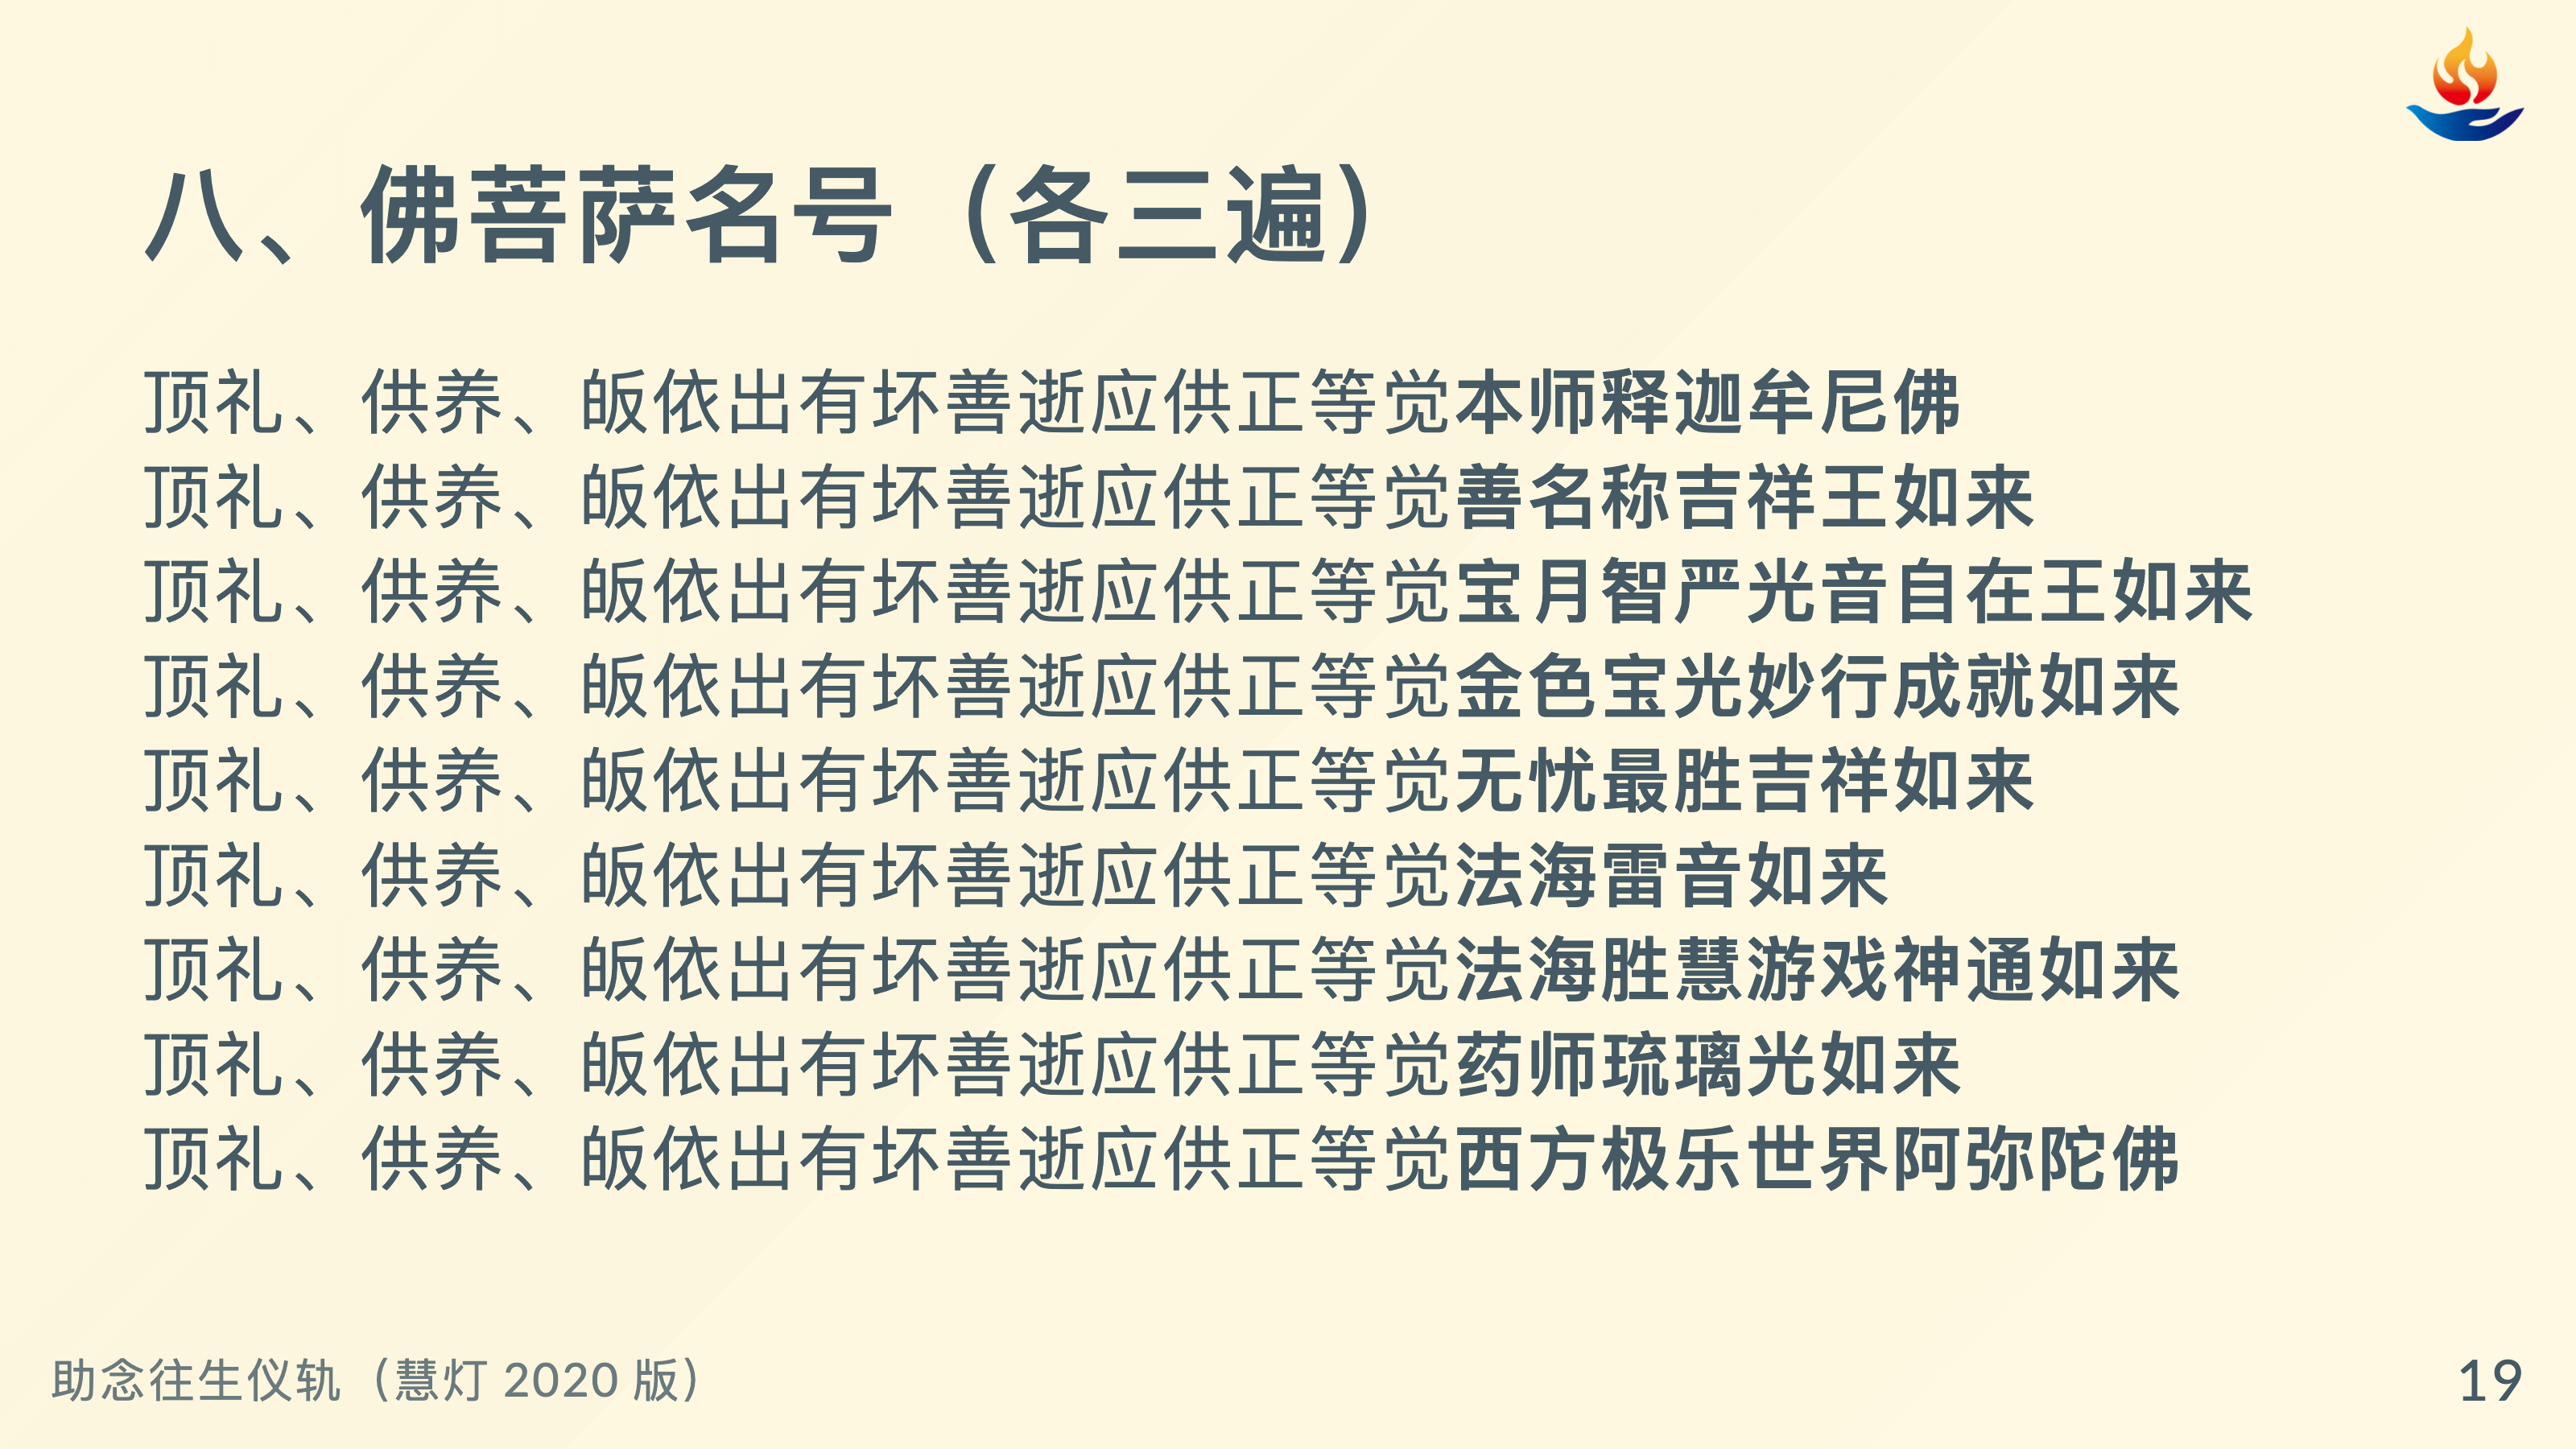 八、佛菩萨名号（各三遍）
顶礼、供养、皈依出有坏善逝应供正等觉本师释迦牟尼佛
顶礼、供养、皈依出有坏善逝应供正等觉善名称吉祥王如来
顶礼、供养、皈依出有坏善逝应供正等觉宝月智严光音自在王如来
顶礼、供养、皈依出有坏善逝应供正等觉金色宝光妙行成就如来
顶礼、供养、皈依出有坏善逝应供正等觉无忧最胜吉祥如来
顶礼、供养、皈依出有坏善逝应供正等觉法海雷音如来
顶礼、供养、皈依出有坏善逝应供正等觉法海胜慧游戏神通如来
顶礼、供养、皈依出有坏善逝应供正等觉药师琉璃光如来
顶礼、供养、皈依出有坏善逝应供正等觉西方极乐世界阿弥陀佛
助念往生仪轨（慧灯 2020 版）
19